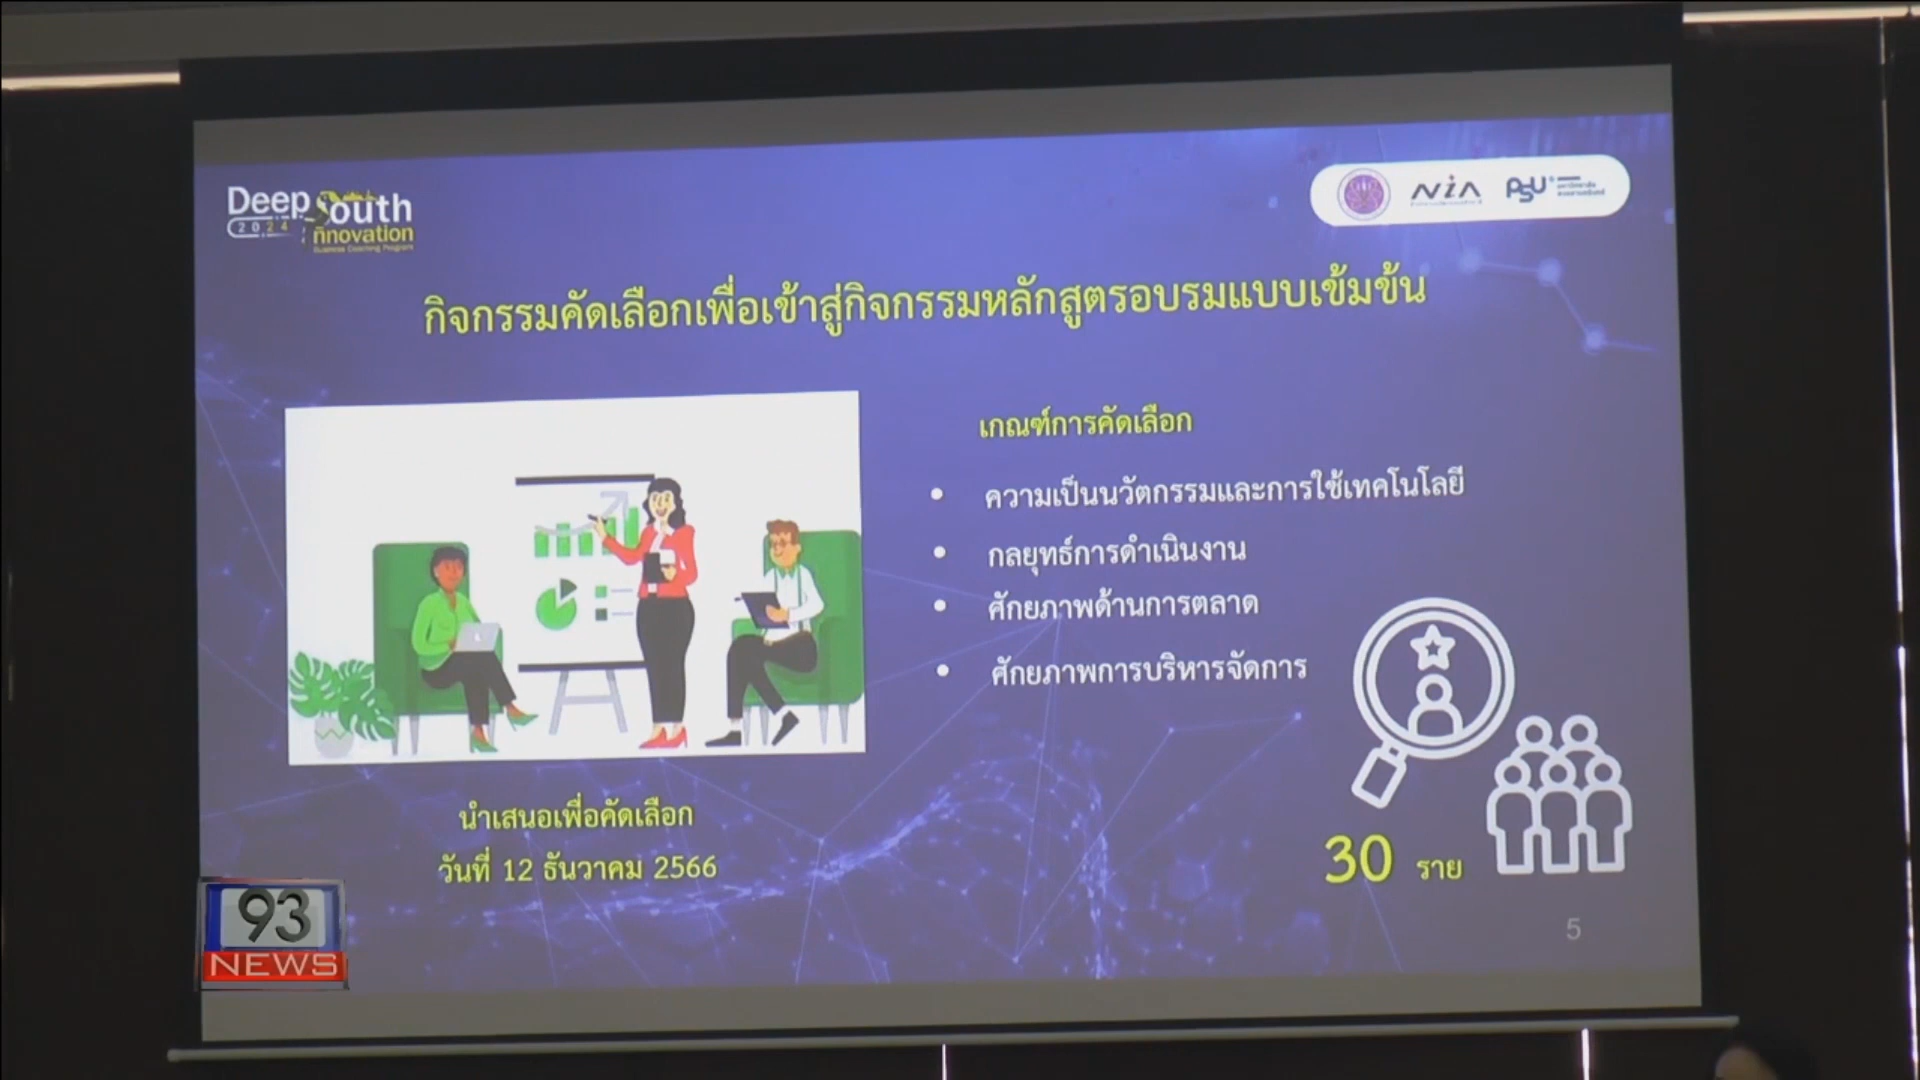 Deep South
2024 innovation
Business Coaching Program
NIA
PSU
กิจกรรมคัดเลือกเพื่อเข้าสู่กิจกรรมหลักสูตรอบรมแบบเข้มข้น
เกณฑ์การคัดเลือก
• ความเป็นนวัตกรรมและการใช้เทคโนโลยี
• กลยุทธ์การดำเนินงาน
• ศักยภาพด้านการตลาด
• ศักยภาพการบริหารจัดการ
นำเสนอเพื่อคัดเลือก
วันที่ 12 ธันวาคม 2566
30 ราย
5
93
NEWS